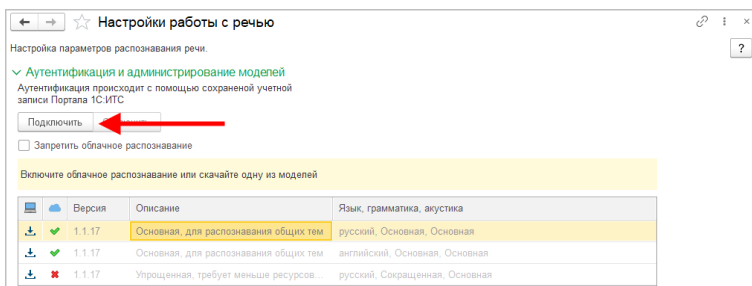 Настройки работы с речью
Настройка параметров распознавания речи.
?
Аутентификация и администрирование моделей
Аутентификация происходит с помощью сохраненой учетной
записи Портала 1С:ИТС
Подключить
Запретить облачное распознавание
Включите облачное распознавание или скачайте одну из моделей
Версия Описание Язык, грамматика, акустика
1.1.17 Основная, для распознавания общих тем русский, Основная, Основная
1.1.17 Основная, для распознавания общих тем английский, Основная, Основная
1.1.17 Упрощенная, требует меньше ресурсов... русский, Сокращенная, Основная